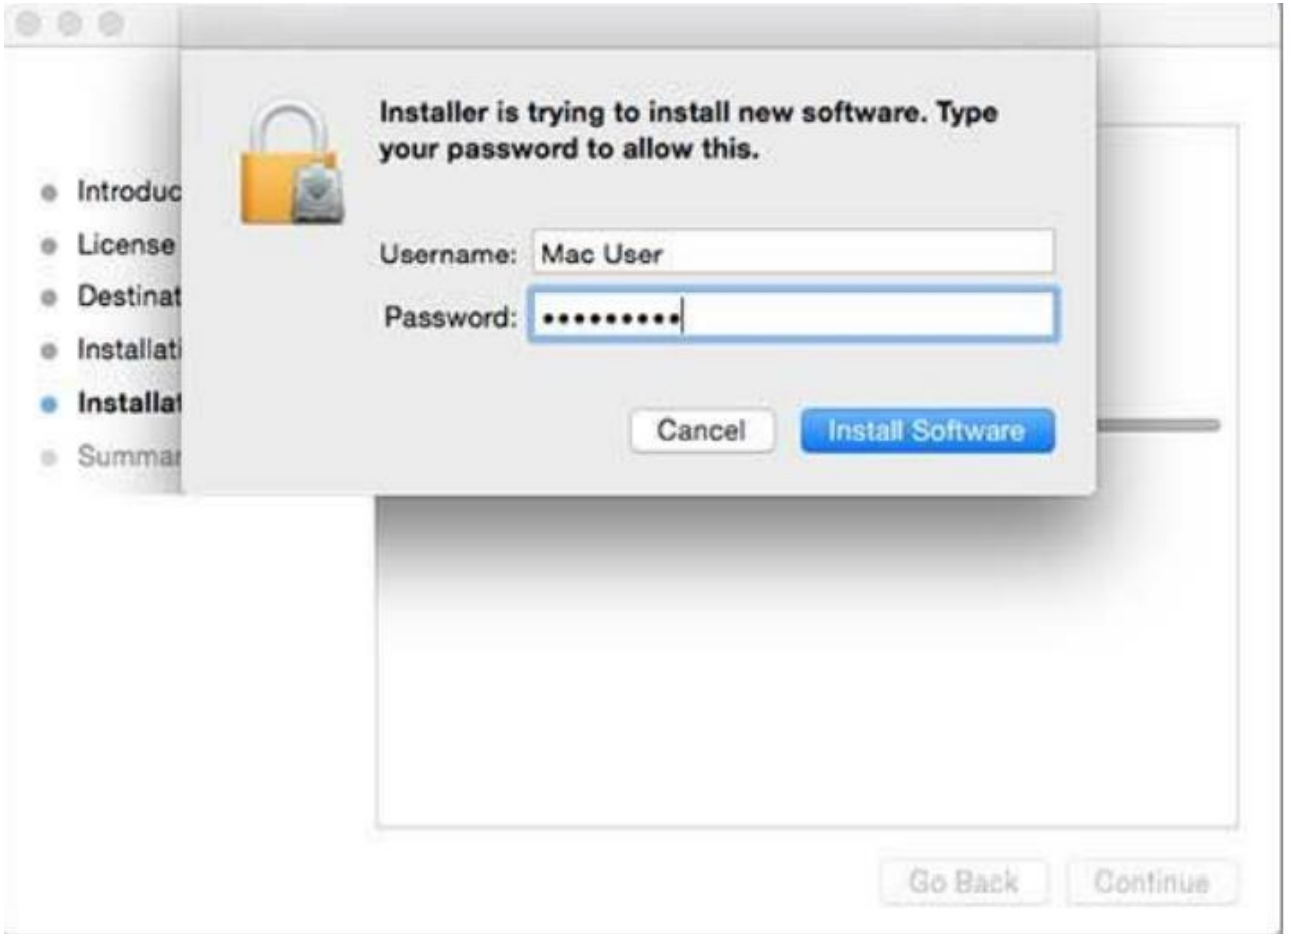 Installer is trying to install new software. Type
your password to allow this.
Introduc
License
Destinat
Installati
Installat
Summar
Username: Mac User
Password: •••••••••
Cancel
Install Software
Go Back
Continue